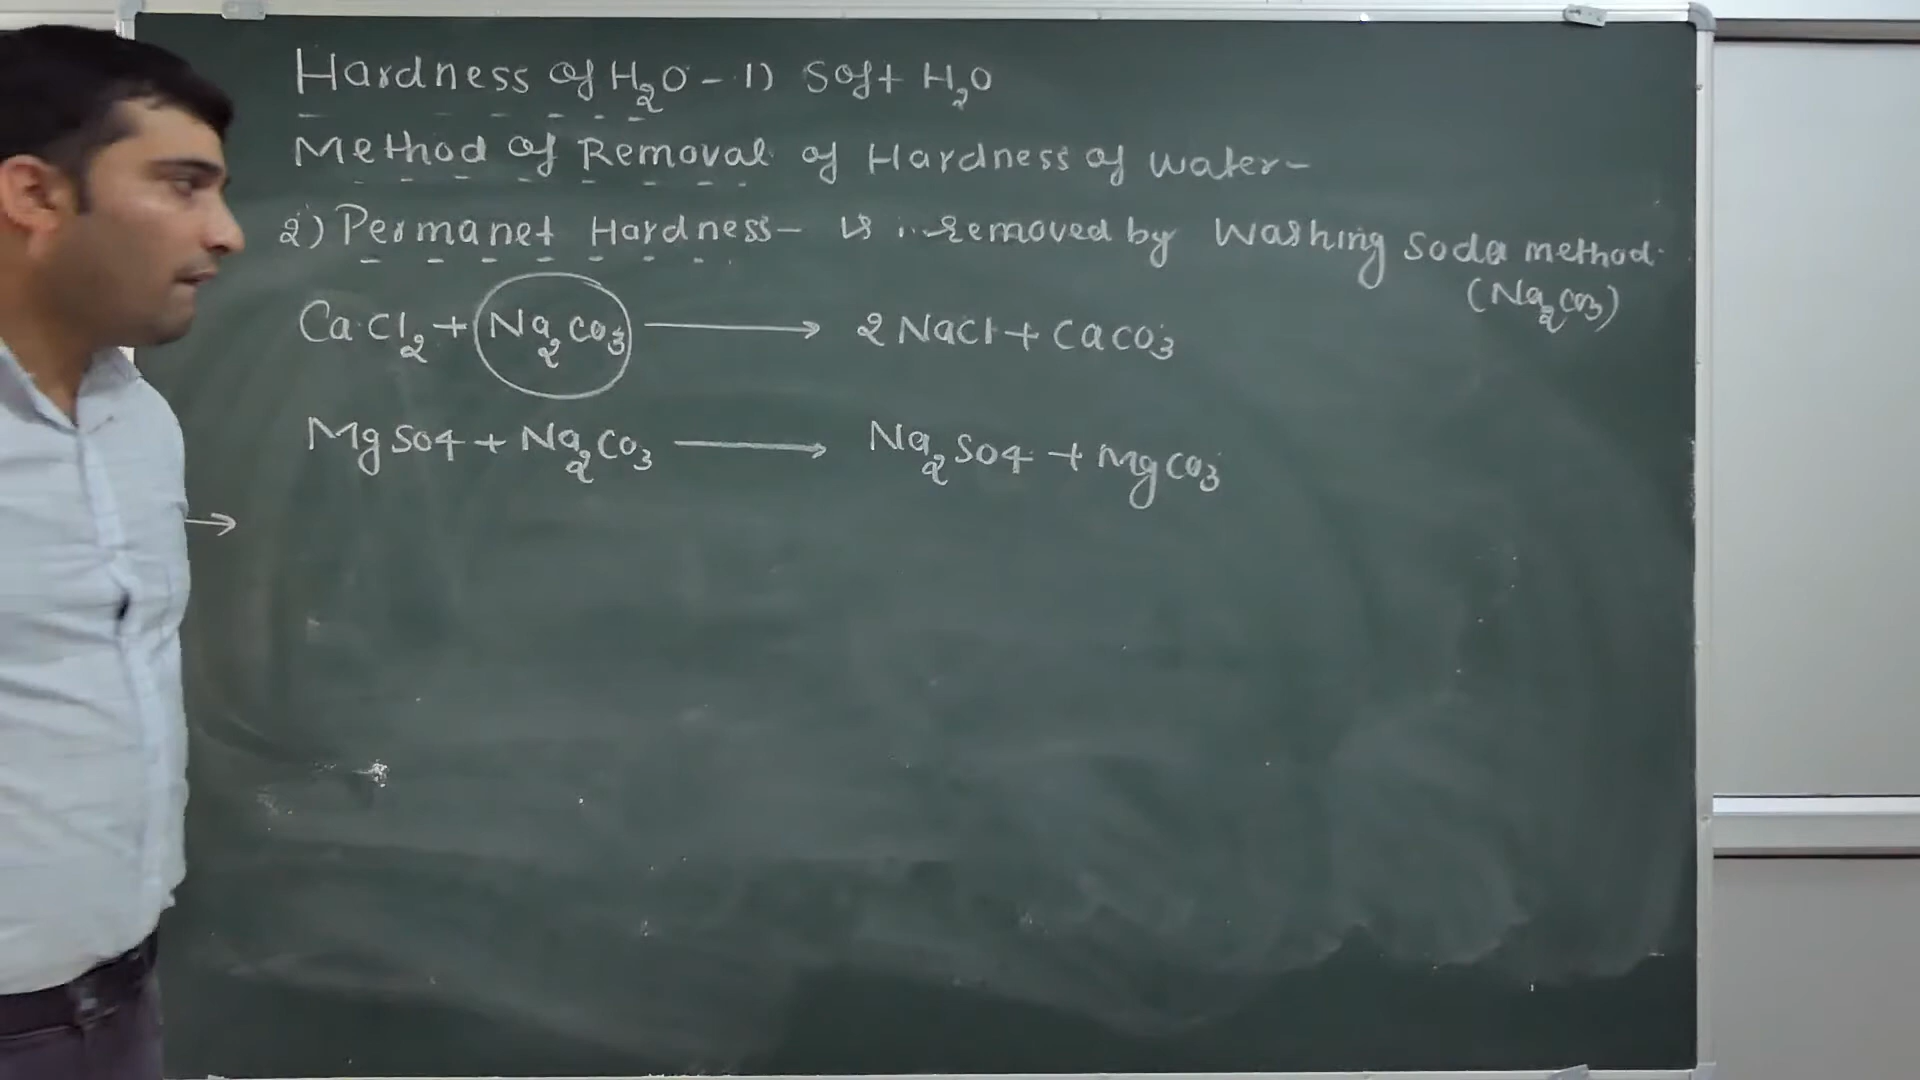 Hardness of H₂O - 1) Soft H₂O
Method of Removal of Hardness of water-
2) Permanet Hardness- is removed by Washing Soda method.
(Na₂CO₃)
CaCl₂ + Na₂CO₃ ⟶ 2NaCl + CaCO₃
MgSO4 + Na₂CO₃ ⟶ Na₂SO4 + MgCO₃
→